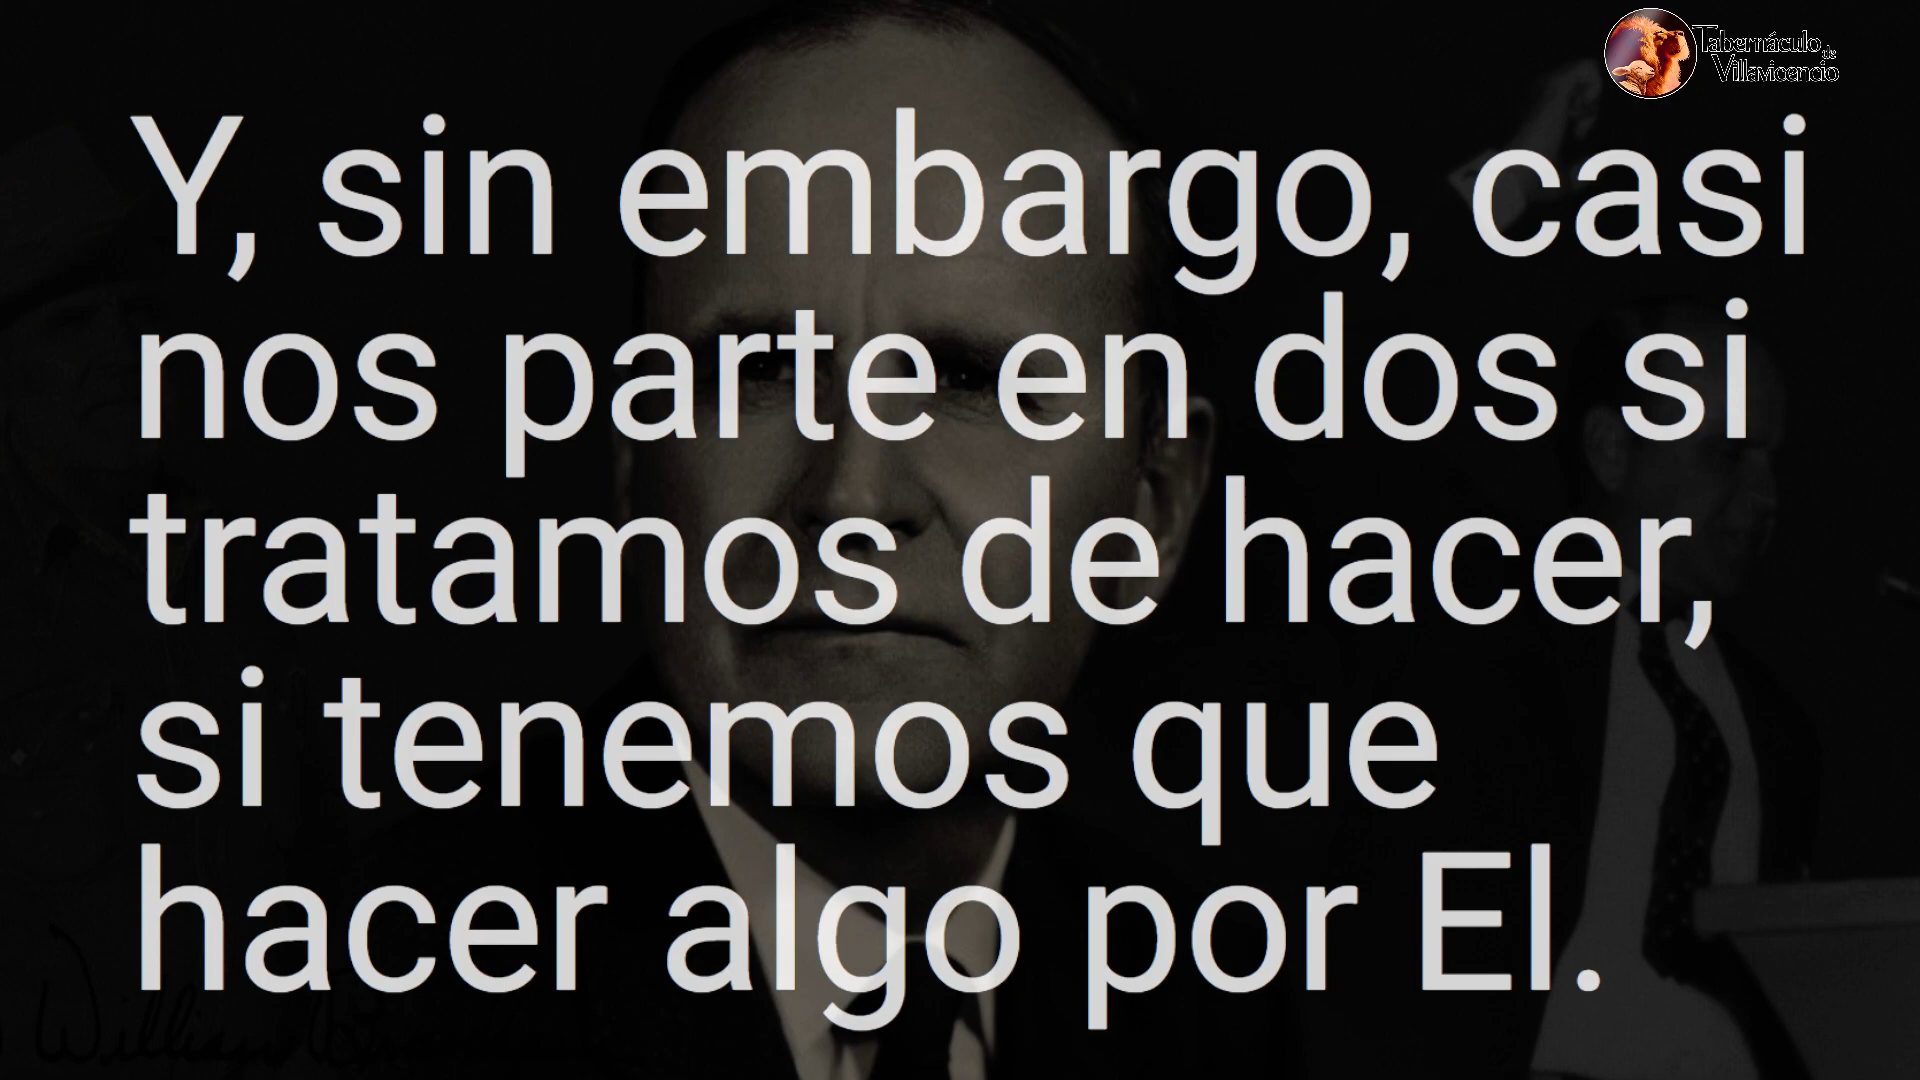 Tabernáculo de
Villavicencio
Y, sin embargo, casi
nos parte en dos si
tratamos de hacer,
si tenemos que
hacer algo por El.
William